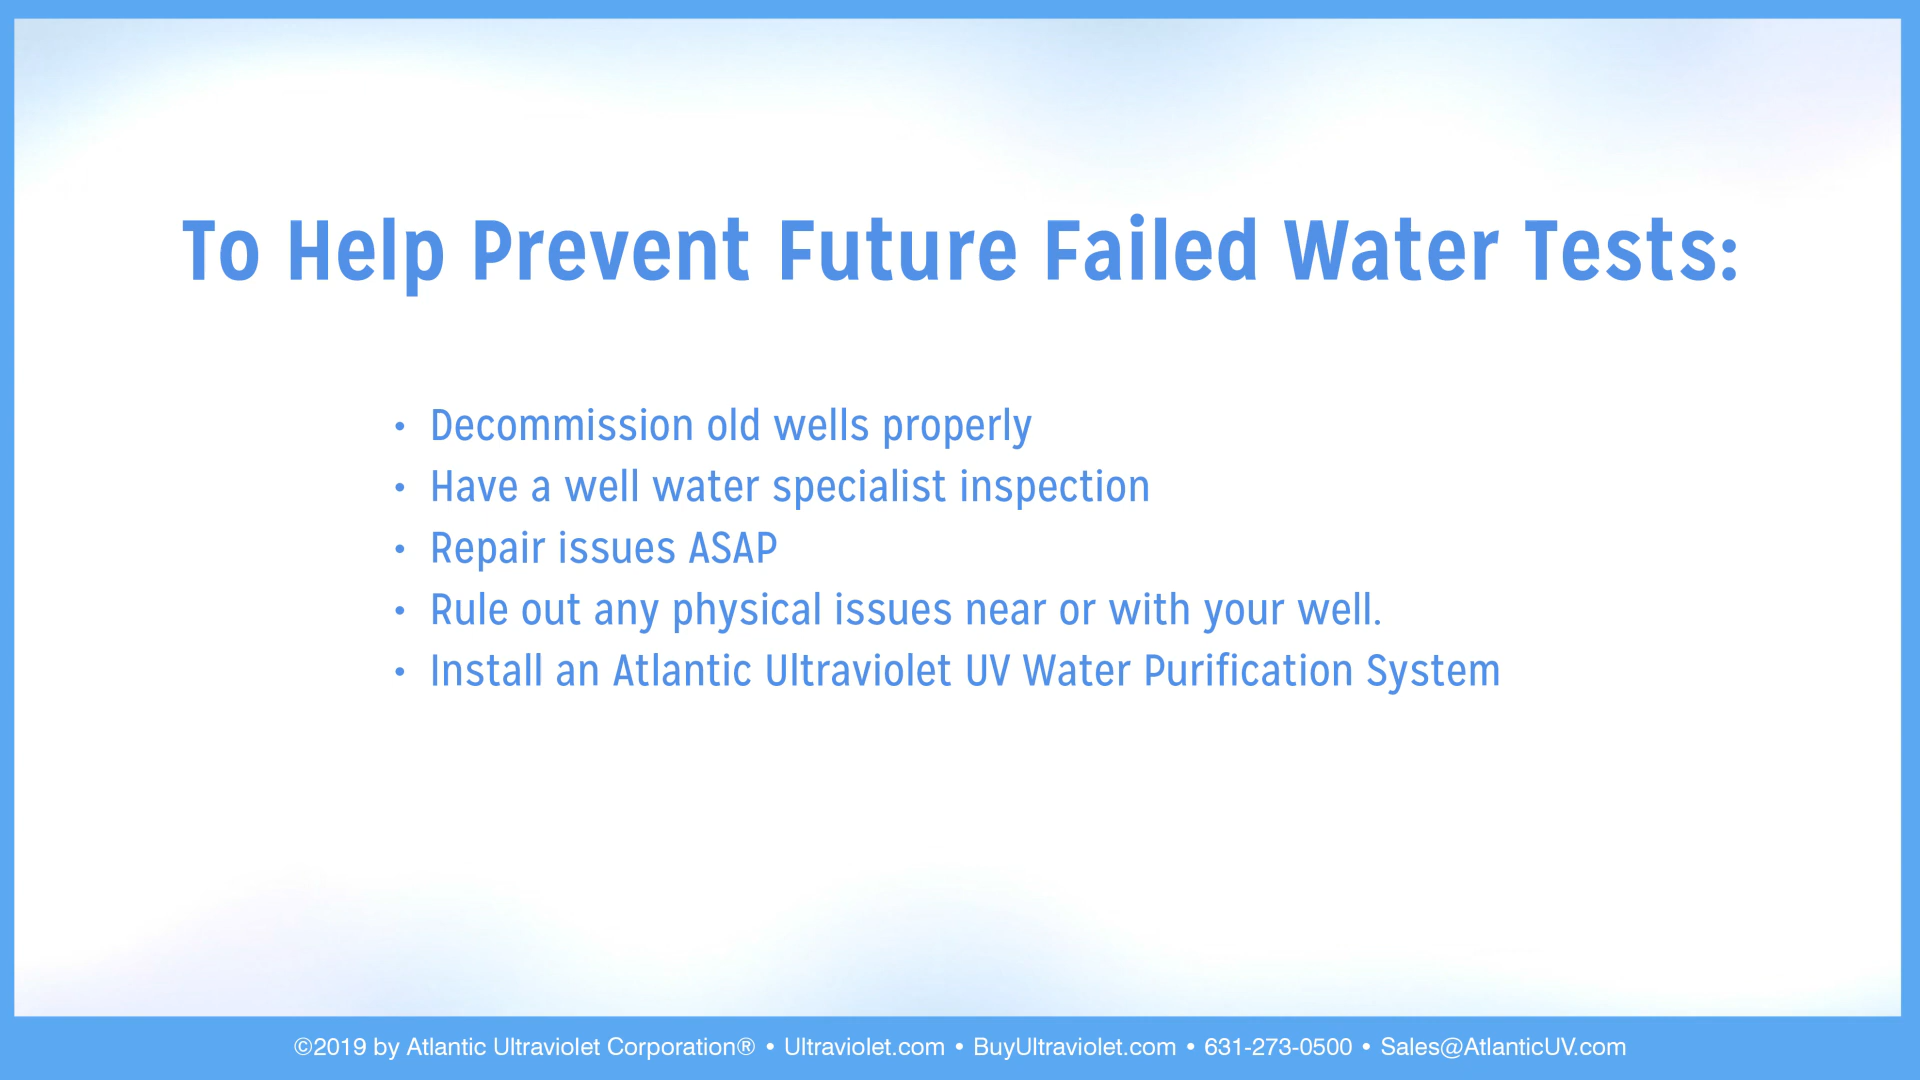 To Help Prevent Future Failed Water Tests:
• Decommission old wells properly
• Have a well water specialist inspection
• Repair issues ASAP
• Rule out any physical issues near or with your well.
• Install an Atlantic Ultraviolet UV Water Purification System
©2019 by Atlantic Ultraviolet Corporation® • Ultraviolet.com • BuyUltraviolet.com • 631-273-0500 • Sales@AtlanticUV.com